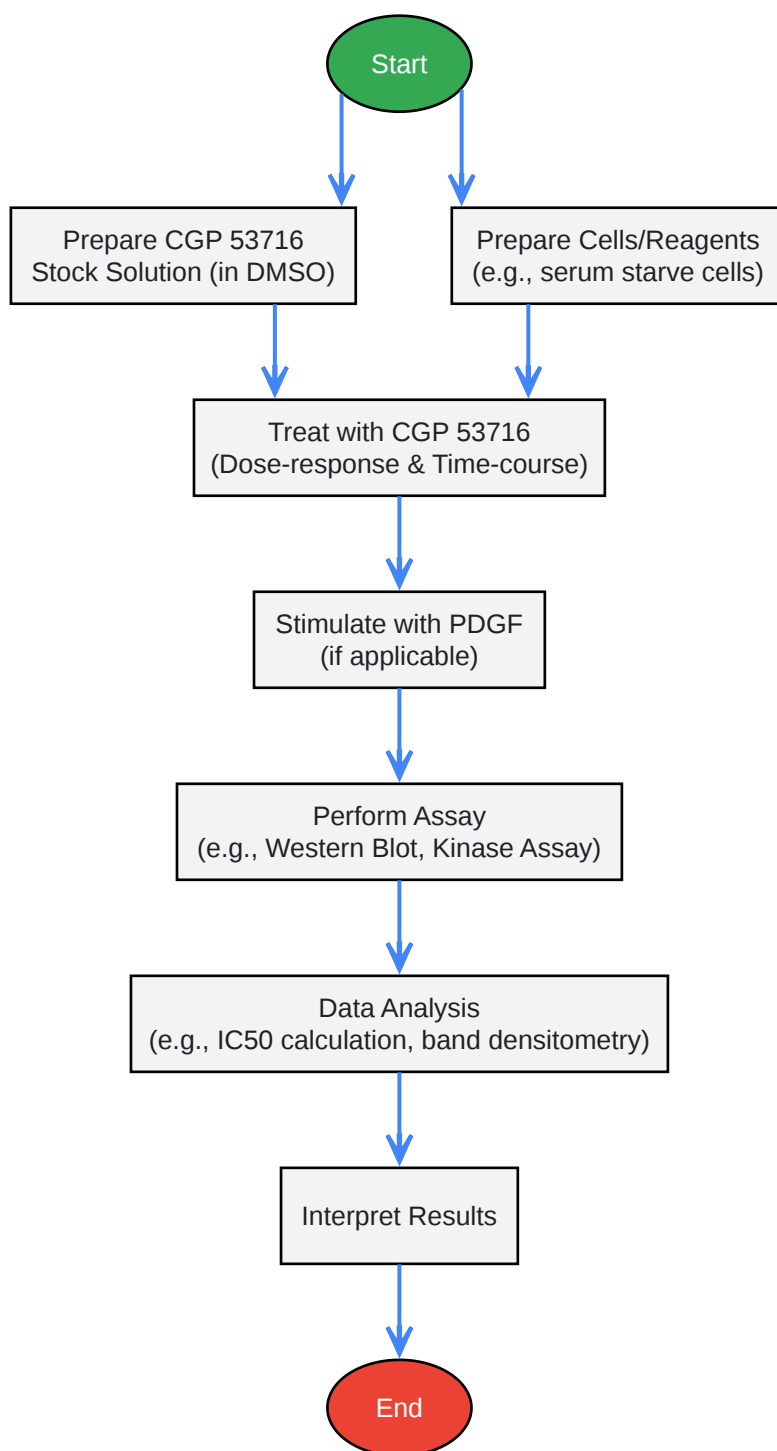 Start
Prepare CGP 53716
Stock Solution (in DMSO)
Prepare Cells/Reagents
(e.g., serum starve cells)
Treat with CGP 53716
(Dose-response & Time-course)
Stimulate with PDGF
(if applicable)
Perform Assay
(e.g., Western Blot, Kinase Assay)
Data Analysis
(e.g., IC50 calculation, band densitometry)
Interpret Results
End